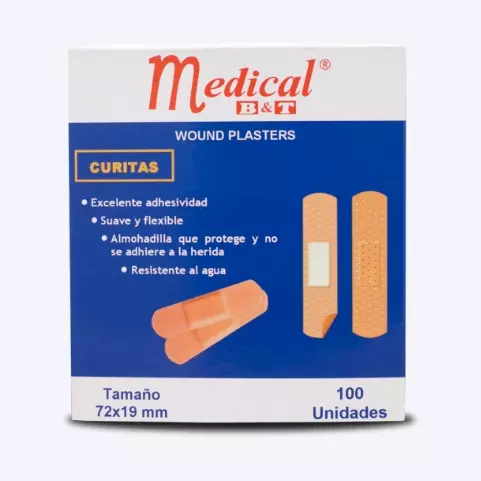 Medical®
B&T
WOUND PLASTERS
CURITAS
• Excelente adhesividad
• Suave y flexible
• Almohadilla que protege y no
se adhiere a la herida
• Resistente al agua
Tamaño
72x19 mm
100
Unidades